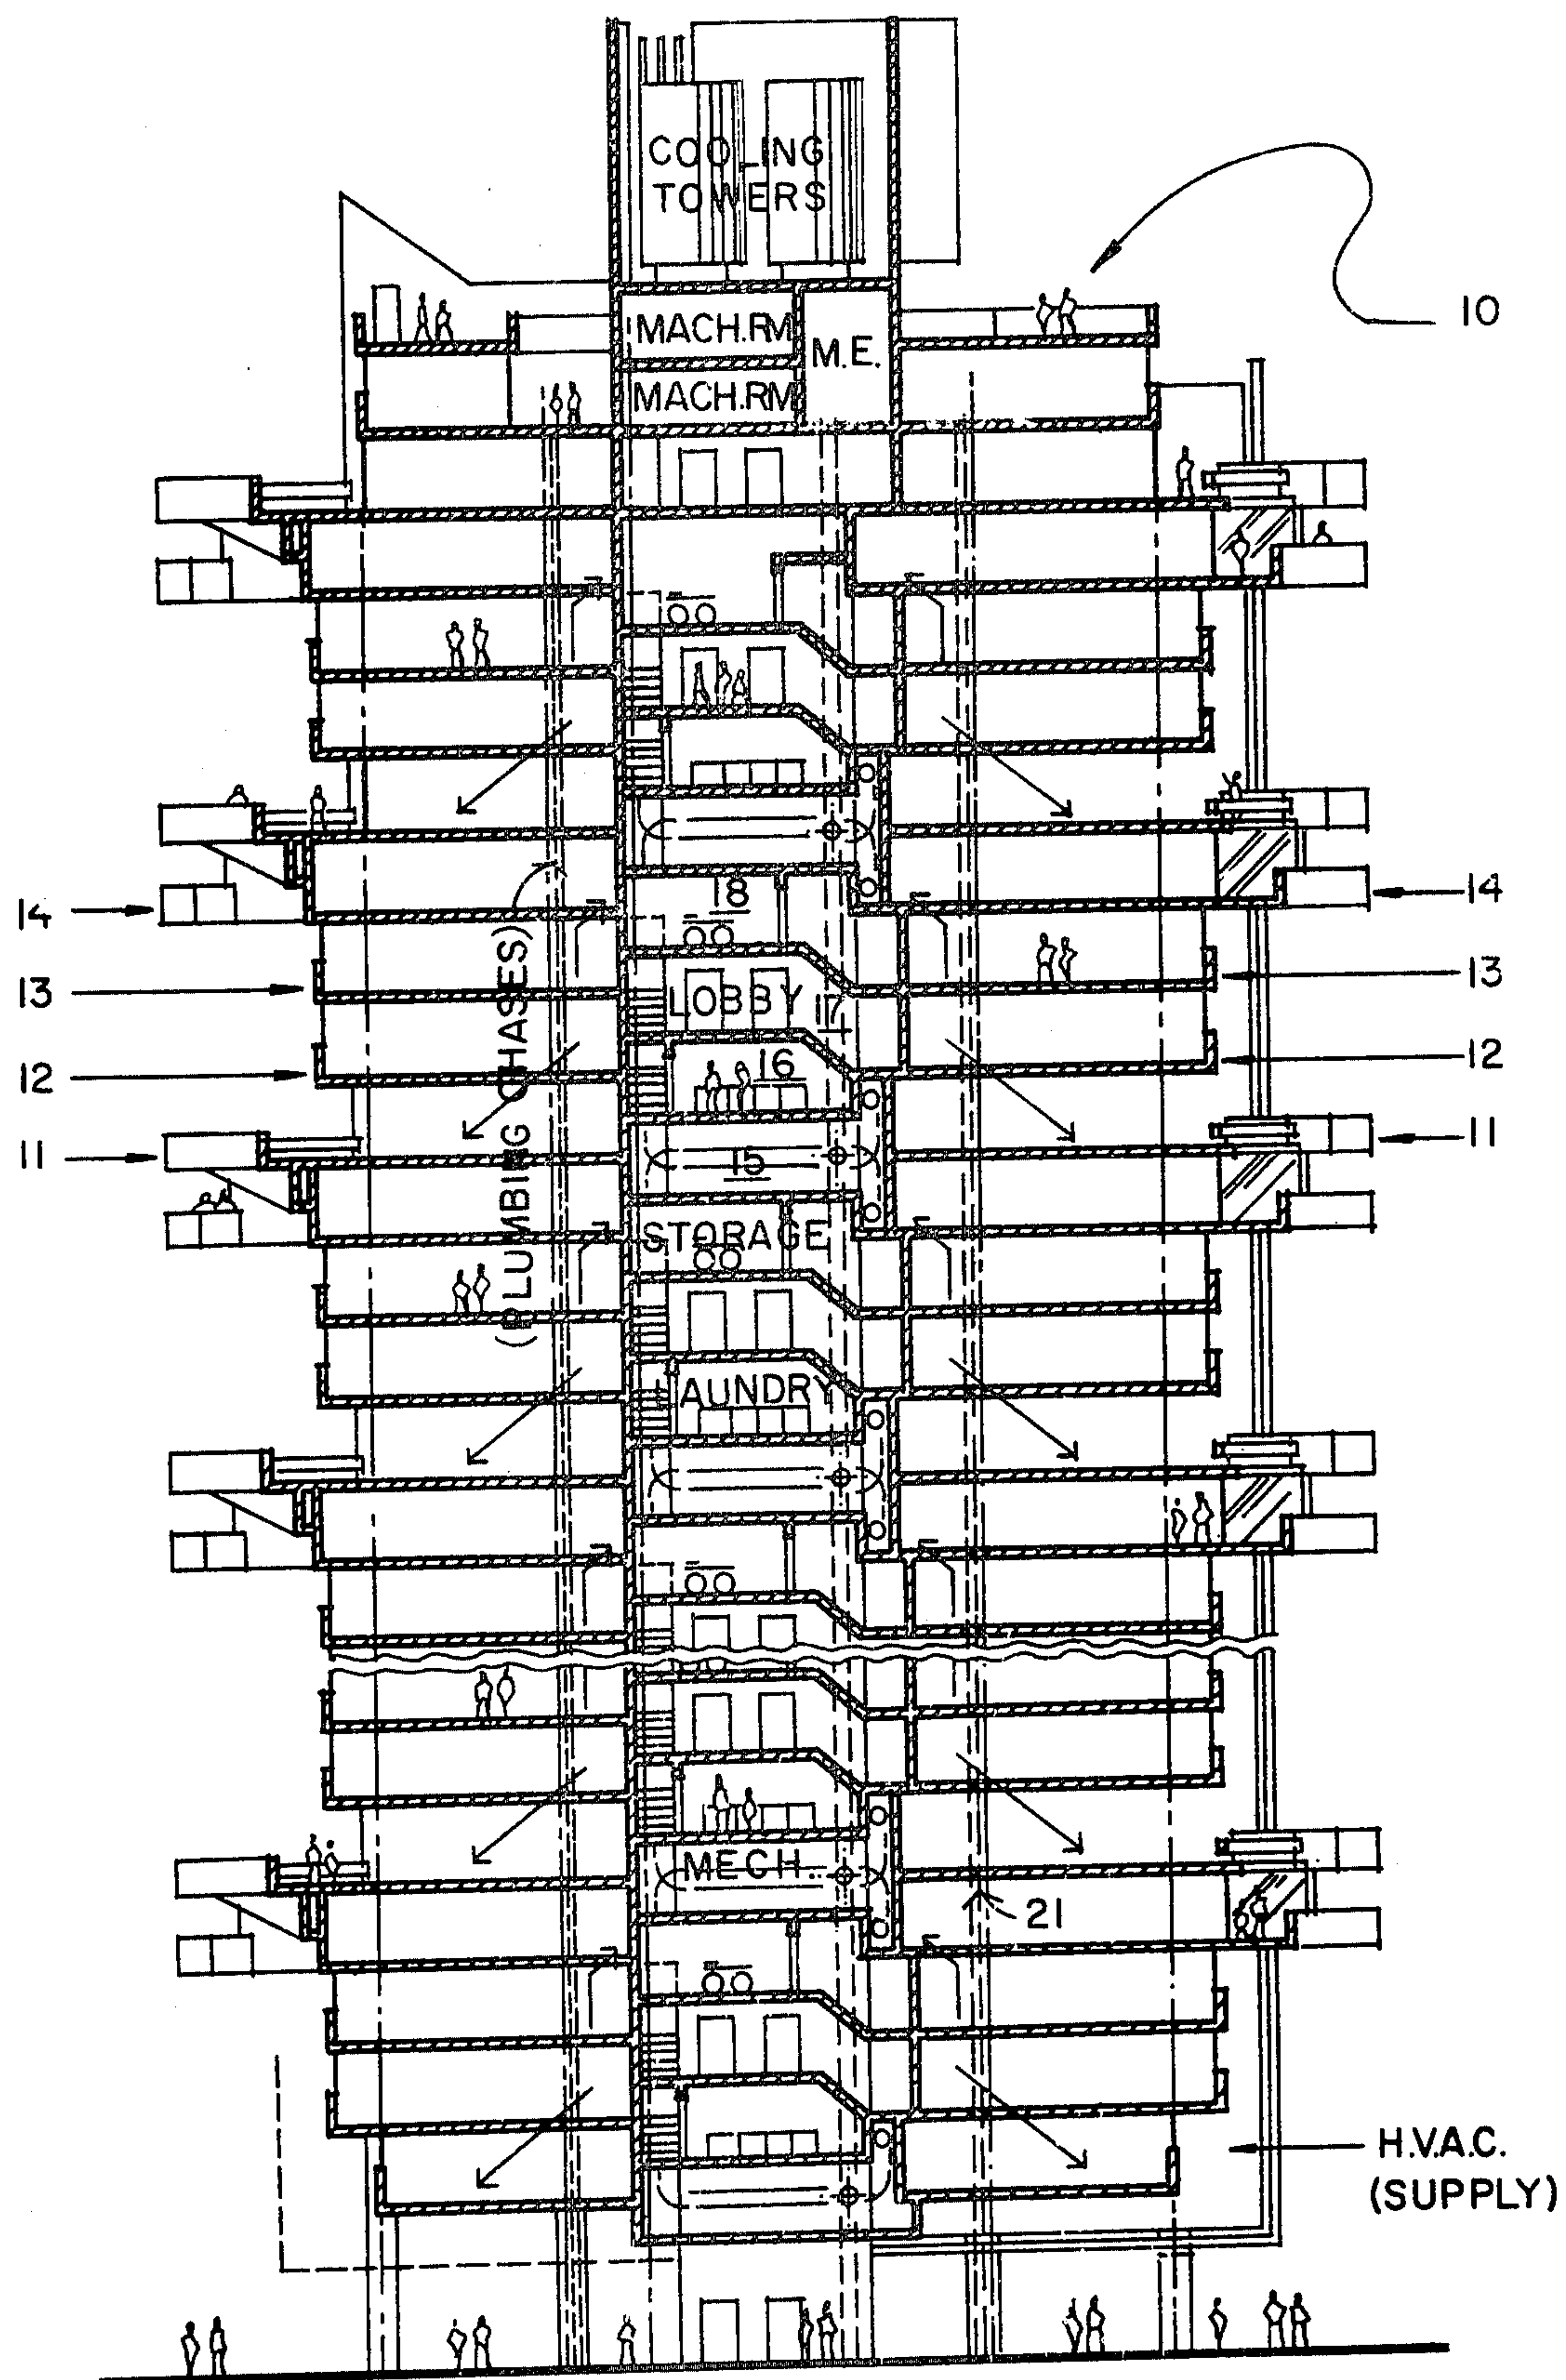 COOLING
TOWERS
10
MACH.RM
M.E.
MACH.RM
18
14
14
13
13
LOBBY
17
12
12
16
11
11
15
(PLUMBING CHASES)
STORAGE
LAUNDRY
MECH.
21
H.V.A.C.
(SUPPLY)